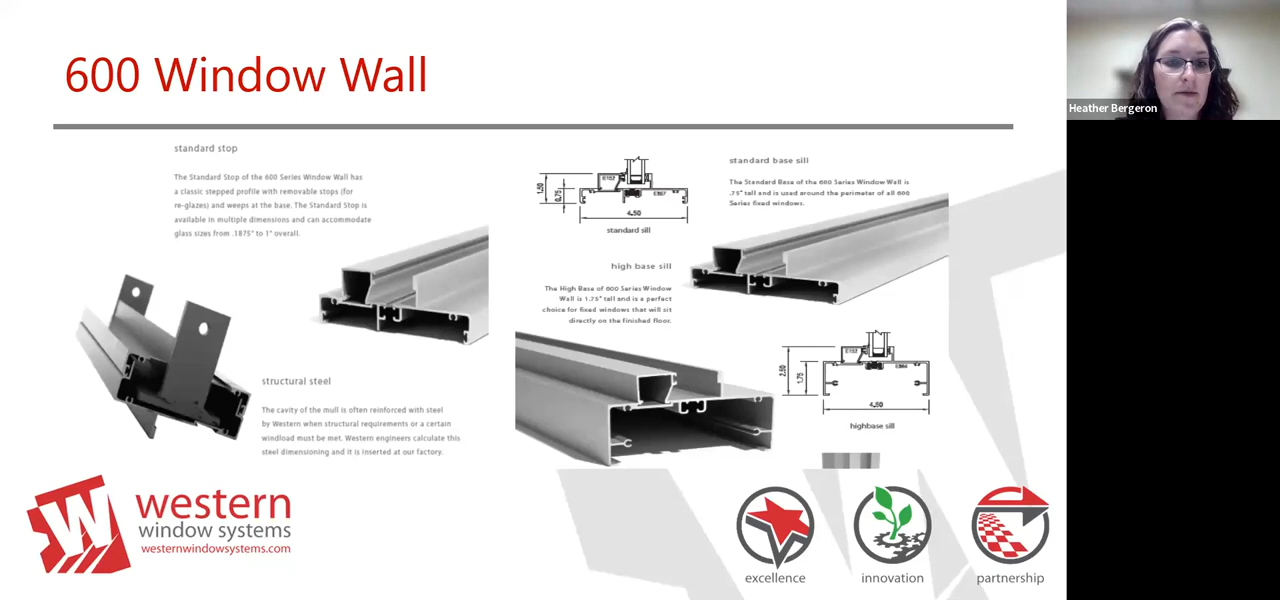 600 Window Wall
Heather Bergeron
standard stop
The Standard Stop of the 600 Series Window Wall has
a classic stepped profile with removable stops (for
re-glazes) and weeps at the base. The Standard Stop is
available in multiple dimensions and can accommodate
glass sizes from .1875" to 1" overall.
structural steel
The cavity of the mull is often reinforced with steel
by Western when structural requirements or a certain
windload must be met. Western engineers calculate this
steel dimensioning and it is inserted at our factory.
1.50
0.75
4.50
standard sill
standard base sill
The Standard Base of the 600 Series Window Wall is
.75" tall and is used around the perimeter of all 600
Series fixed windows.
high base sill
The High Base of 600 Series Window
Wall is 1.75" tall and is a perfect
choice for fixed windows that will sit
directly on the finished floor.
2.50
1.75
4.50
highbase sill
W
western
window systems
westernwindowsystems.com
excellence
innovation
partnership